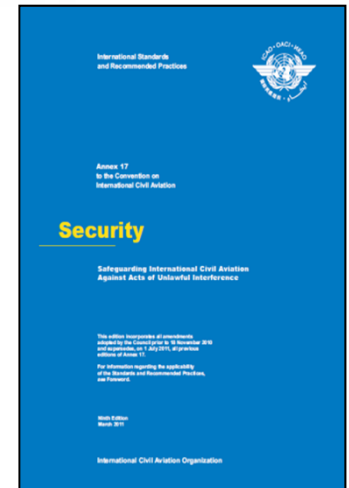 International Standards
and Recommended Practices
ICAO • OACI • ИКАО
Annex 17
to the Convention on
International Civil Aviation
Security
Safeguarding International Civil Aviation
Against Acts of Unlawful Interference
This edition incorporates all amendments
adopted by the Council prior to 18 November 2010
and supersedes, on 1 July 2011, all previous
editions of Annex 17.
For information regarding the applicability
of the Standards and Recommended Practices,
see Foreword.
Ninth Edition
March 2011
International Civil Aviation Organization